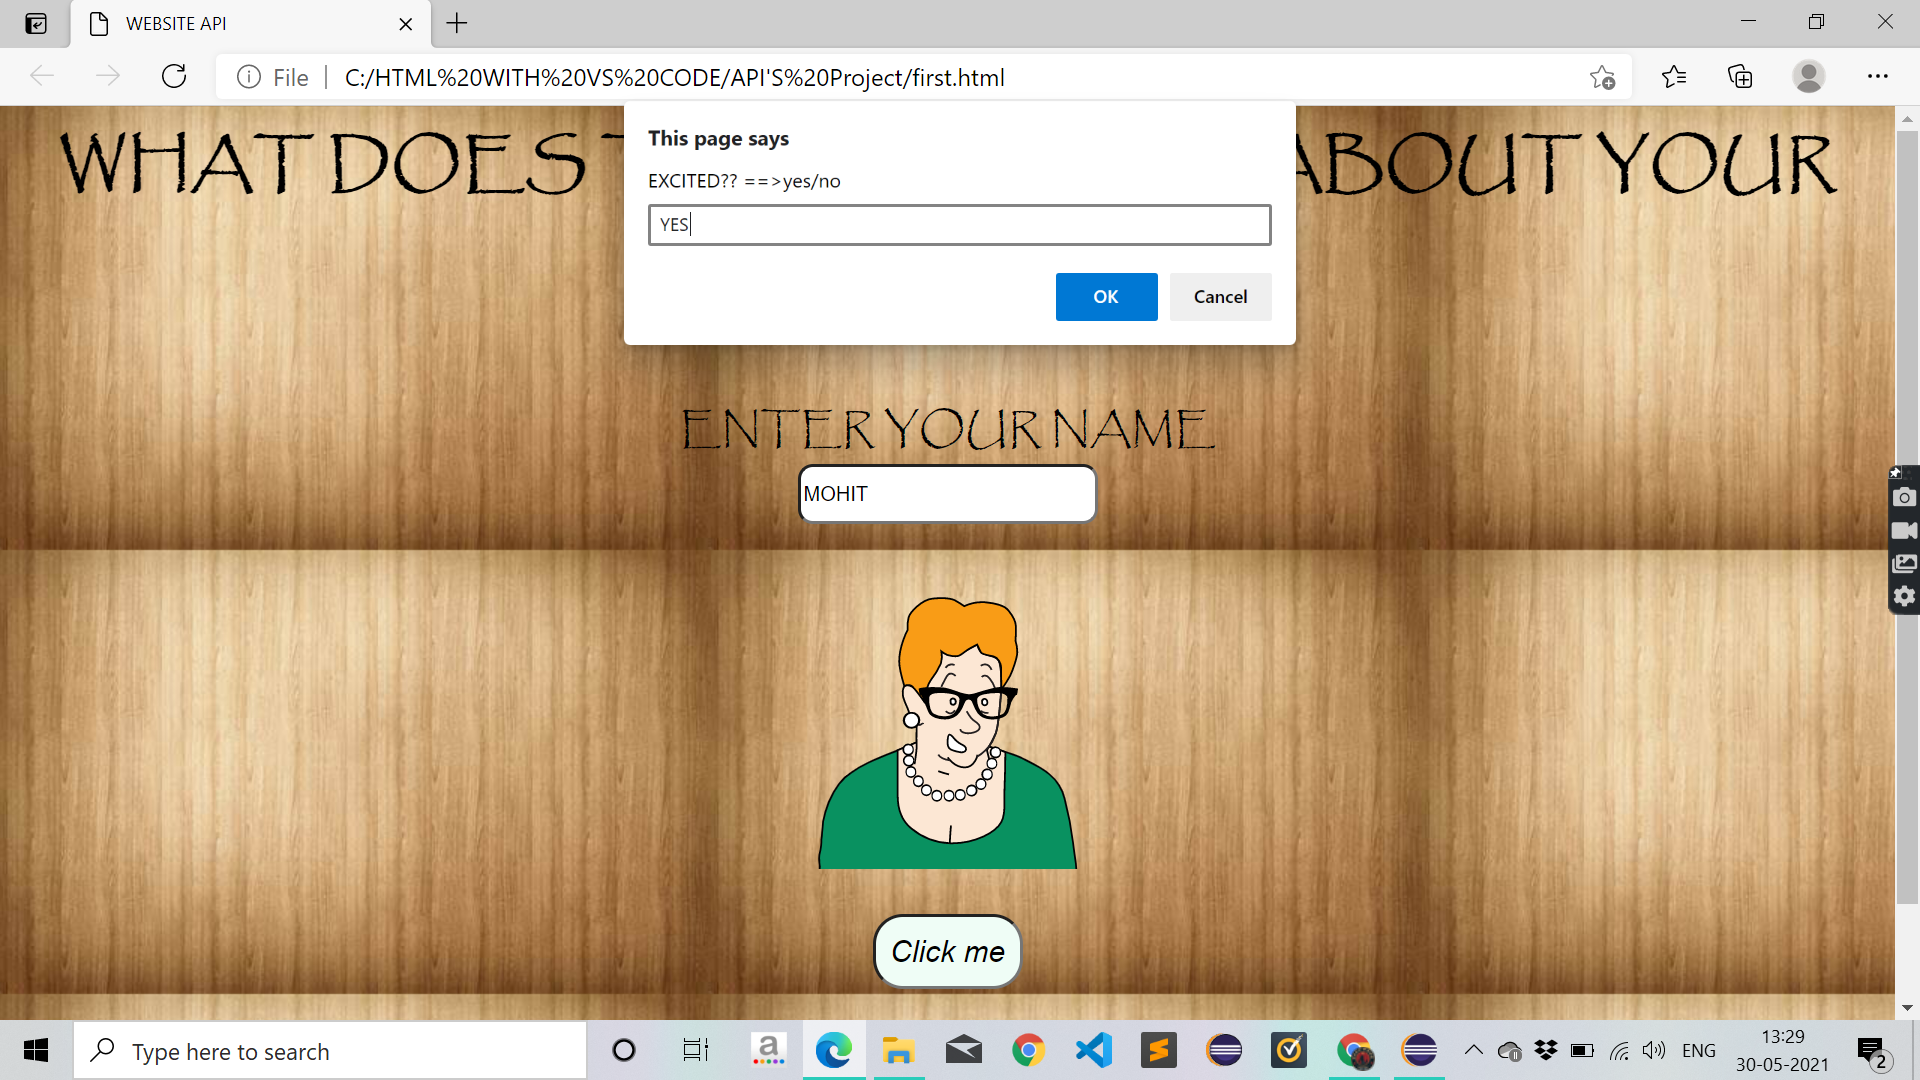 WEBSITE API
File
C:/HTML%20WITH%20VS%20CODE/API'S%20Project/first.html
WHAT DOES ABOUT YOUR
This page says
EXCITED?? ==>yes/no
YES
OK Cancel
ENTER YOUR NAME
MOHIT
Click me
Type here to search
a
ENG
13:29
30-05-2021
2